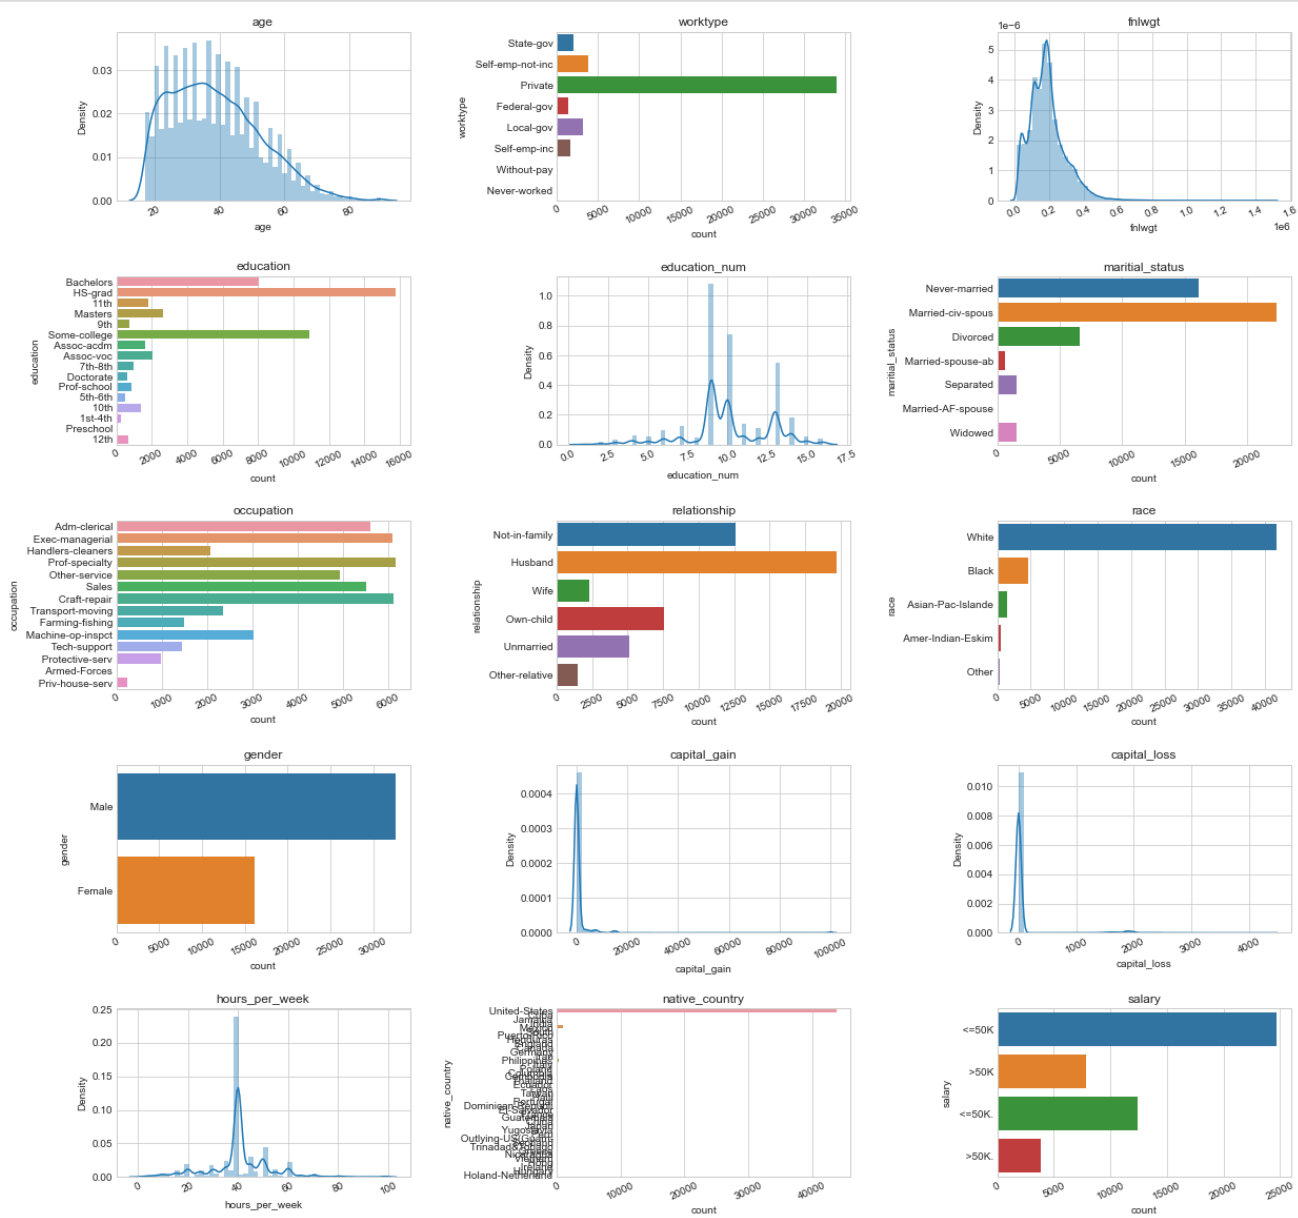 age
Density
0.03
0.02
0.01
0.00
20
40
60
80
age
worktype
worktype
State-gov
Self-emp-not-inc
Private
Federal-gov
Local-gov
Self-emp-inc
Without-pay
Never-worked
0
5000
10000
15000
20000
25000
30000
35000
count
fnlwgt
1e−6
Density
5
4
3
2
1
0
0.0
0.2
0.4
0.6
0.8
1.0
1.2
1.4
1.6
1e6
fnlwgt
education
education
Bachelors
HS-grad
11th
Masters
9th
Some-college
Assoc-acdm
Assoc-voc
7th-8th
Doctorate
Prof-school
5th-6th
10th
1st-4th
Preschool
12th
0
2000
4000
6000
8000
10000
12000
14000
16000
count
education_num
Density
1.0
0.8
0.6
0.4
0.2
0.0
0.0
2.5
5.0
7.5
10.0
12.5
15.0
17.5
education_num
maritial_status
maritial_status
Never-married
Married-civ-spous
Divorced
Married-spouse-ab
Separated
Married-AF-spouse
Widowed
0
5000
10000
15000
20000
count
occupation
occupation
Adm-clerical
Exec-managerial
Handlers-cleaners
Prof-specialty
Other-service
Sales
Craft-repair
Transport-moving
Farming-fishing
Machine-op-inspct
Tech-support
Protective-serv
Armed-Forces
Priv-house-serv
0
1000
2000
3000
4000
5000
6000
count
relationship
relationship
Not-in-family
Husband
Wife
Own-child
Unmarried
Other-relative
0
2500
5000
7500
10000
12500
15000
17500
20000
count
race
race
White
Black
Asian-Pac-Islande
Amer-Indian-Eskim
Other
0
5000
10000
15000
20000
25000
30000
35000
40000
count
gender
gender
Male
Female
0
5000
10000
15000
20000
25000
30000
count
capital_gain
Density
0.0004
0.0003
0.0002
0.0001
0.0000
0
20000
40000
60000
80000
100000
capital_gain
capital_loss
Density
0.010
0.008
0.006
0.004
0.002
0.000
0
1000
2000
3000
4000
capital_loss
hours_per_week
Density
0.25
0.20
0.15
0.10
0.05
0.00
0
20
40
60
80
100
hours_per_week
native_country
native_country
United-States
Jamaica
Philippines
Yugoslavia
Ireland
Holand-Netherland
0
10000
20000
30000
40000
count
salary
salary
<=50K
>50K
<=50K.
>50K.
0
5000
10000
15000
20000
25000
count